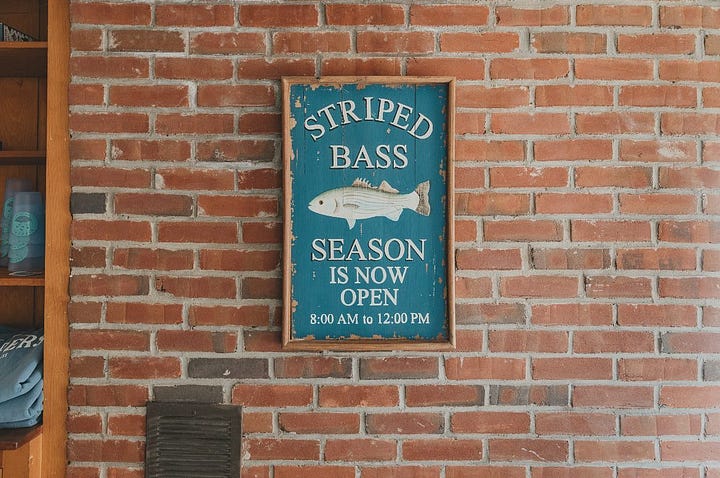 STRIPED
BASS
SEASON
IS NOW
OPEN
8:00 AM to 12:00 PM